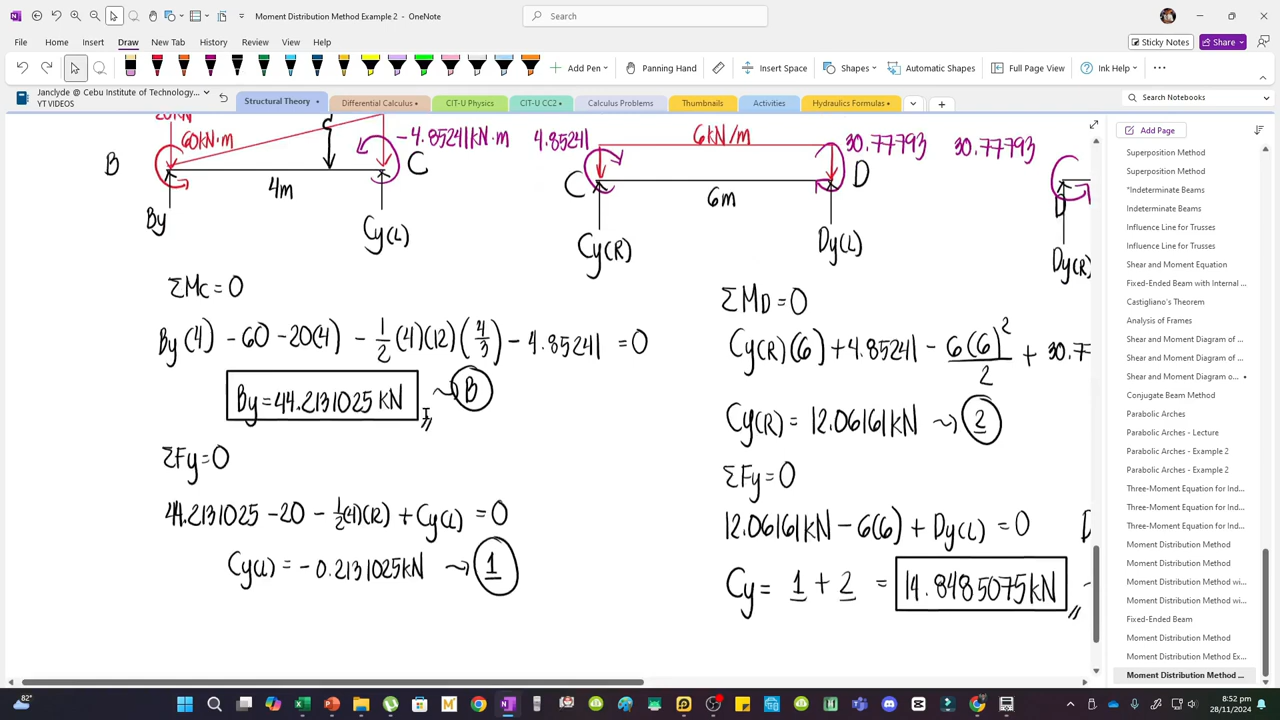 Moment Distribution Method Example 2 - OneNote
Search
File Home Insert Draw New Tab History Review View Help
Sticky Notes Share
Add Pen Panning Hand Insert Space Shapes Automatic Shapes Full Page View Ink Help
Janclyde @ Cebu Institute of Technology...
YT VIDEOS
Structural Theory Differential Calculus CIT-U Physics CIT-U CC2 Calculus Problems Thumbnails Activities Hydraulics Formulas
Search Notebooks
Add Page
Superposition Method
Superposition Method
*Indeterminate Beams
Indeterminate Beams
Influence Line for Trusses
Influence Line for Trusses
Shear and Moment Equation
Fixed-Ended Beam with Internal ...
Castigliano's Theorem
Analysis of Frames
Shear and Moment Diagram of ...
Shear and Moment Diagram of ...
Shear and Moment Diagram o...
Conjugate Beam Method
Parabolic Arches
Parabolic Arches - Lecture
Parabolic Arches - Example 2
Parabolic Arches - Example 2
Three-Moment Equation for Ind...
Three-Moment Equation for Ind...
Three-Moment Equation for Ind...
Moment Distribution Method
Moment Distribution Method
Moment Distribution Method wi...
Moment Distribution Method wi...
Fixed-Ended Beam
Moment Distribution Method
Moment Distribution Method Ex...
Moment Distribution Method ...
20kN
60kN·m
-4.85241kN·m
B
C
4m
By
Cy(L)
4.85241
6kN/m
30.77793
C
D
6m
Cy(R)
Dy(L)
30.77793
D
Dy(R)
ΣMc = 0
By(4) - 60 - 20(4) - 1/2 (4)(12)(4/3) - 4.85241 = 0
By = 44.2131025 kN B
ΣFy = 0
44.2131025 - 20 - 1/2(4)(12) + Cy(L) = 0
Cy(L) = -0.2131025kN 1
ΣMD = 0
Cy(R)(6) + 4.85241 - 6(6)²/2 + 30.77
Cy(R) = 12.06161kN 2
ΣFy = 0
12.06161kN - 6(6) + Dy(L) = 0
Cy = 1 + 2 = 14.8485075kN
82°
8:52 pm
28/11/2024